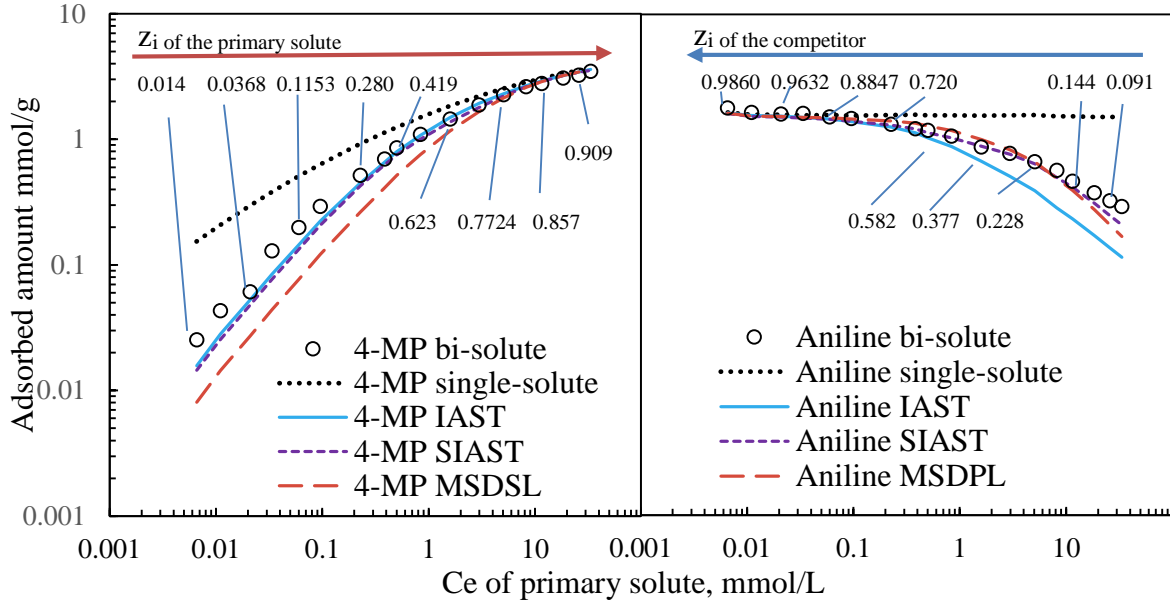 Adsorbed amount mmol/g
10
1
0.1
0.01
0.001
zi of the primary solute
0.014
0.0368
0.1153
0.280
0.419
0.909
0.623
0.7724
0.857
4-MP bi-solute
4-MP single-solute
4-MP IAST
4-MP SIAST
4-MP MSDSL
0.001
0.01
0.1
1
10
zi of the competitor
0.9860
0.9632
0.8847
0.720
0.144
0.091
0.582
0.377
0.228
Aniline bi-solute
Aniline single-solute
Aniline IAST
Aniline SIAST
Aniline MSDPL
0.001
0.01
0.1
1
10
100
Ce of primary solute, mmol/L